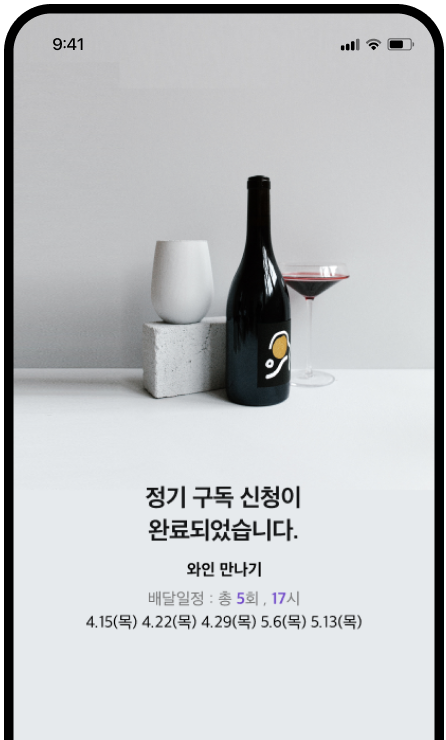 9:41
정기 구독 신청이
완료되었습니다.
와인 만나기
배달일정 : 총 5회 , 17시
4.15(목) 4.22(목) 4.29(목) 5.6(목) 5.13(목)